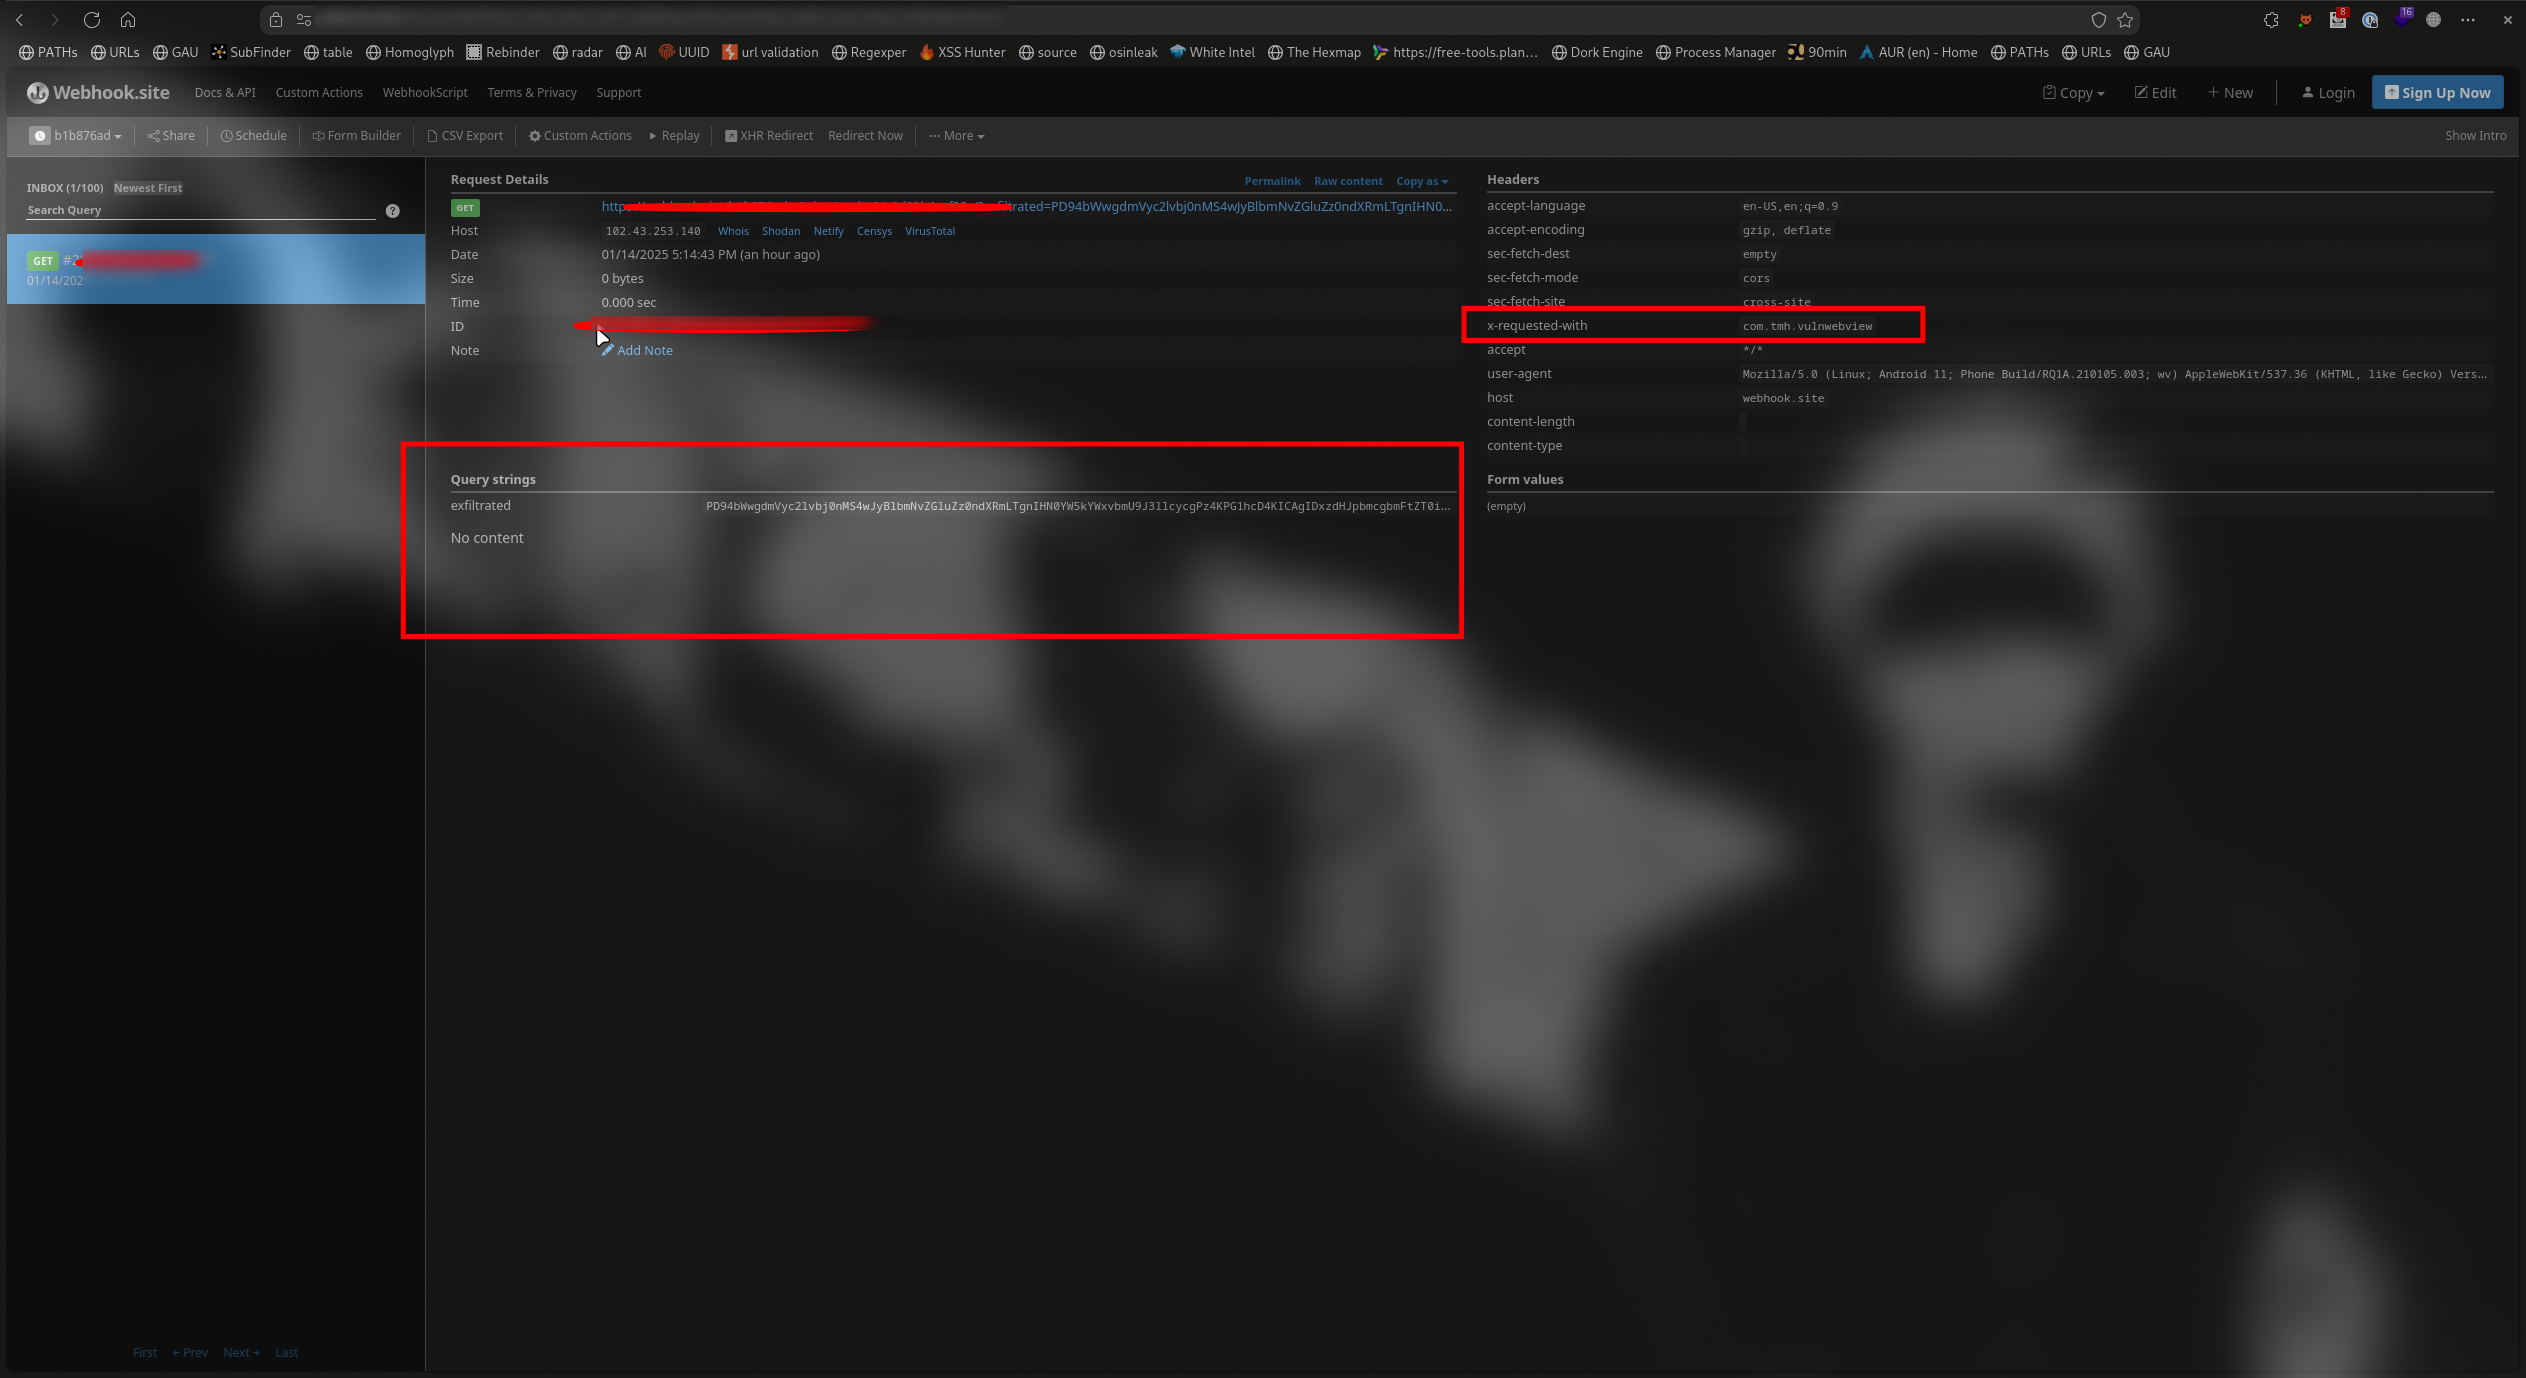 PATHs URLs GAU SubFinder table Homoglyph Rebinder radar AI UUID url validation Regexper XSS Hunter source osinleak White Intel The Hexmap https://free-tools.plan... Dork Engine Process Manager 90min AUR (en) - Home PATHs URLs GAU
8
16
Webhook.site Docs & API Custom Actions WebhookScript Terms & Privacy Support Copy Edit New Login Sign Up Now
b1b876ad Share Schedule Form Builder CSV Export Custom Actions Replay XHR Redirect Redirect Now ... More Show Intro
INBOX (1/100) Newest First
Search Query
GET #2
01/14/202
First ← Prev Next → Last
Request Details Permalink Raw content Copy as
GET http
Host 102.43.253.140 Whois Shodan Netify Censys VirusTotal
Date 01/14/2025 5:14:43 PM (an hour ago)
Size 0 bytes
Time 0.000 sec
ID
Note Add Note
Query strings
exfiltrated
No content
Headers
accept-language en-US,en;q=0.9
accept-encoding gzip, deflate
sec-fetch-dest empty
sec-fetch-mode cors
sec-fetch-site cross-site
x-requested-with com.tmh.vulnwebview
accept */*
user-agent Mozilla/5.0 (Linux; Android 11; Phone Build/RQ1A.210105.003; wv) AppleWebKit/537.36 (KHTML, like Gecko) Vers...
host webhook.site
content-length
content-type
Form values
(empty)